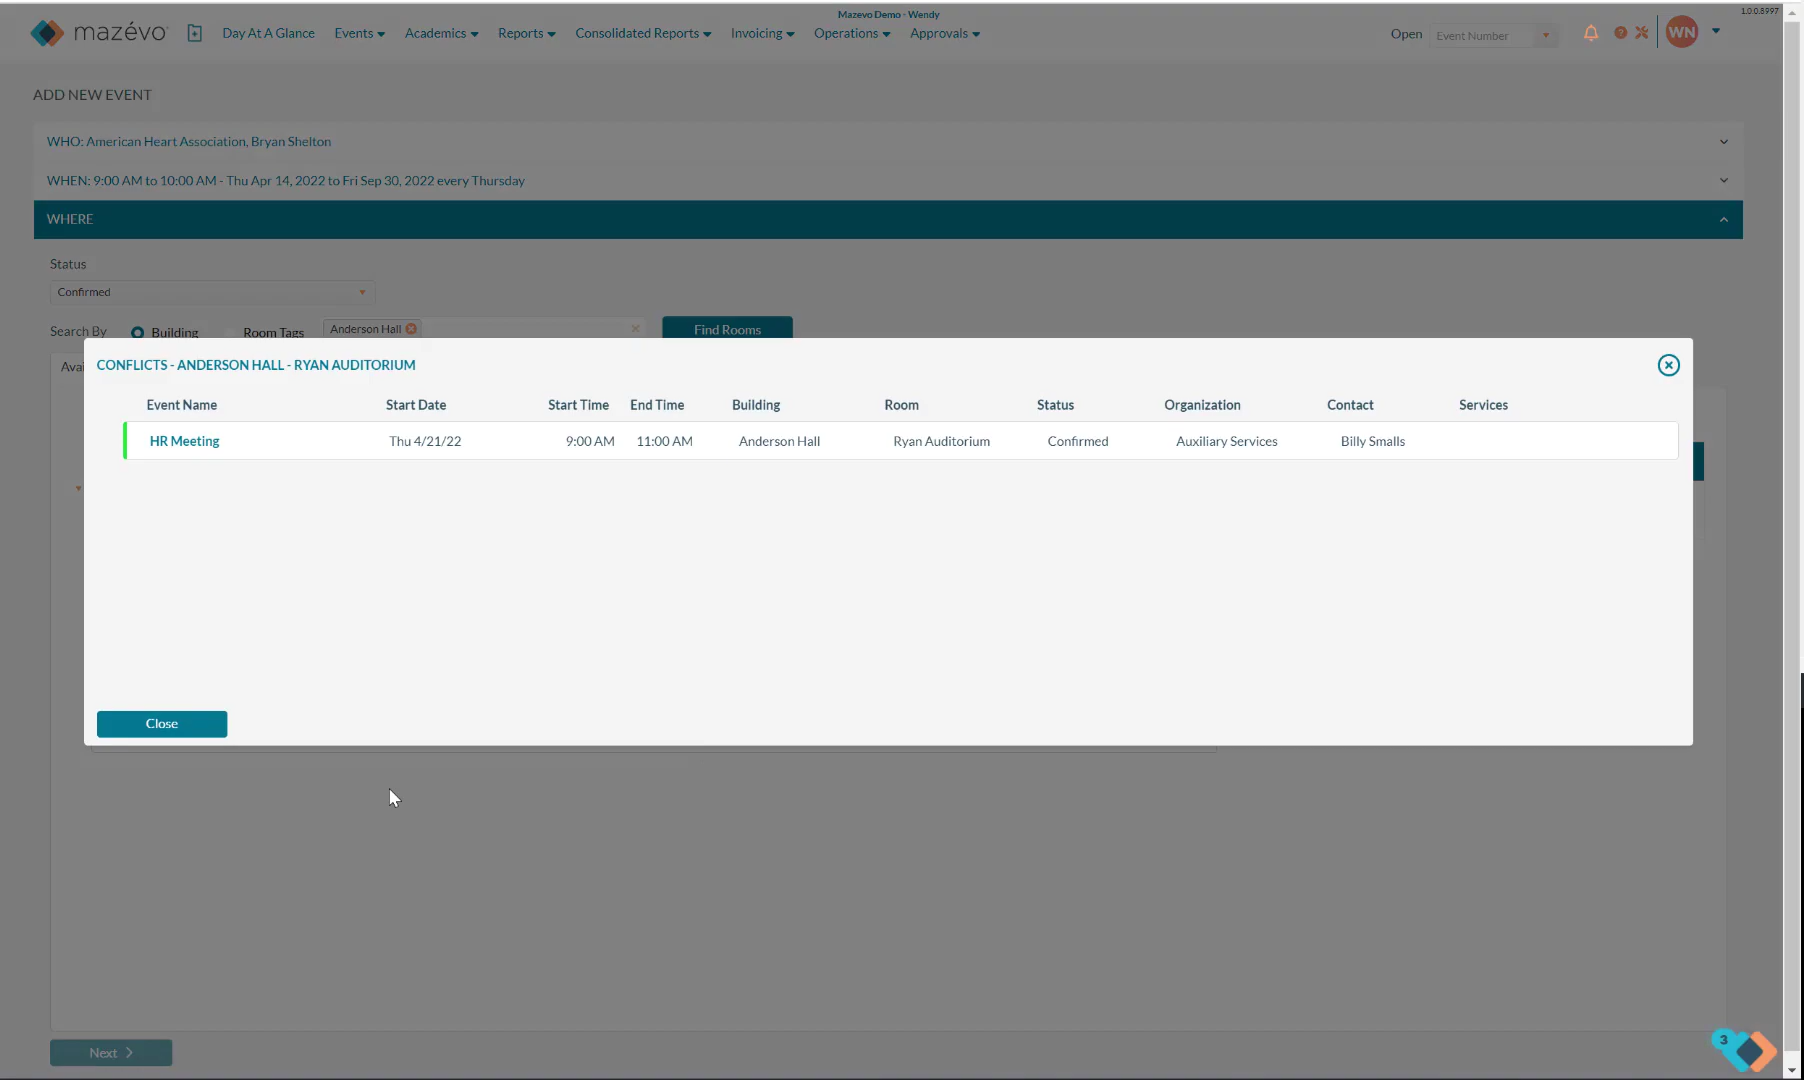 Mazevo Demo - Wendy
1.0.0.8997
mazévo
Day At A Glance
Events
Academics
Reports
Consolidated Reports
Invoicing
Operations
Approvals
Open
Event Number
WN
ADD NEW EVENT
WHO: American Heart Association, Bryan Shelton
WHEN: 9:00 AM to 10:00 AM - Thu Apr 14, 2022 to Fri Sep 30, 2022 every Thursday
WHERE
Status
Confirmed
Search By
Building
Room Tags
Anderson Hall
Find Rooms
Avai
CONFLICTS - ANDERSON HALL - RYAN AUDITORIUM
Event Name Start Date Start Time End Time Building Room Status Organization Contact Services
HR Meeting Thu 4/21/22 9:00 AM 11:00 AM Anderson Hall Ryan Auditorium Confirmed Auxiliary Services Billy Smalls
Close
Next
3